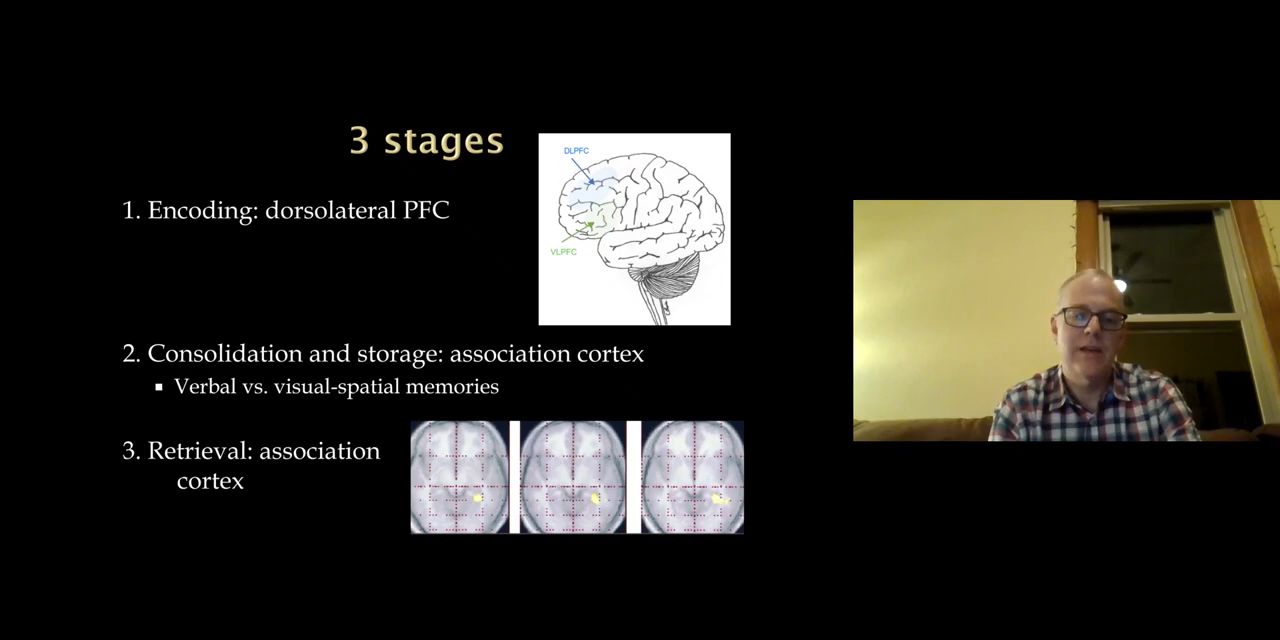 3 stages
DLPFC
1. Encoding: dorsolateral PFC
VLPFC
2. Consolidation and storage: association cortex
▪ Verbal vs. visual-spatial memories
3. Retrieval: association
cortex